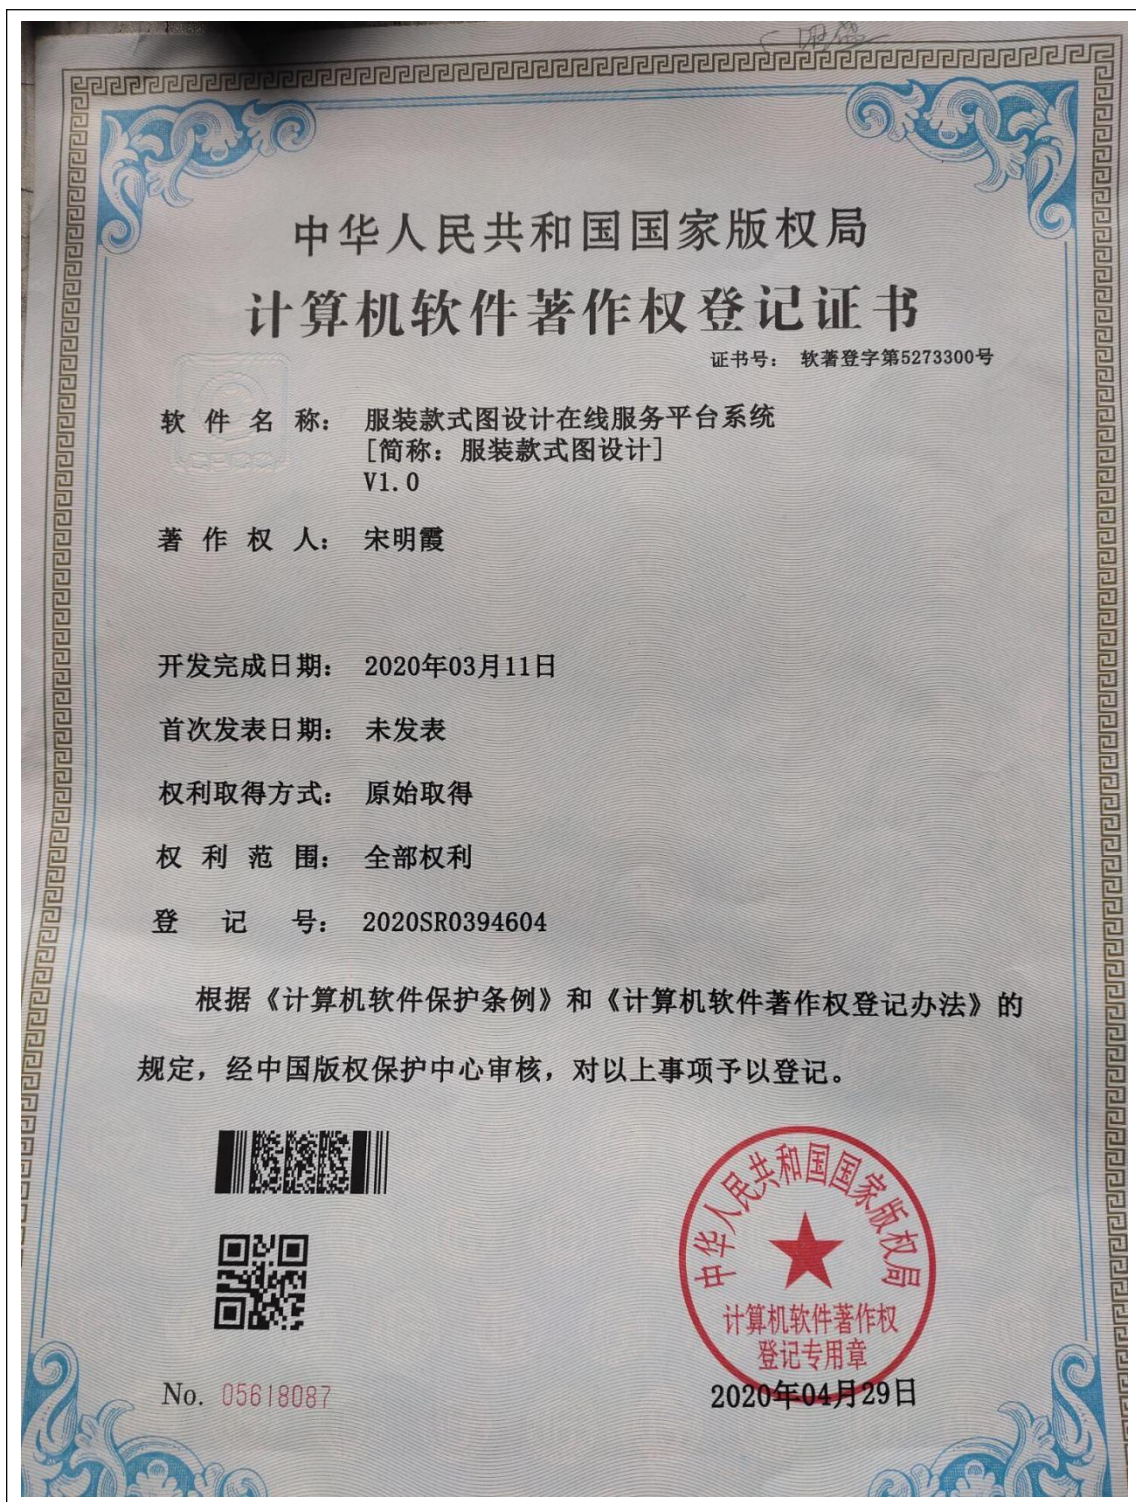 中华人民共和国国家版权局
计算机软件著作权登记证书
证书号： 软著登字第5273300号
软件名称： 服装款式图设计在线服务平台系统
[简称：服装款式图设计]
V1.0
著作权人： 宋明霞
开发完成日期： 2020年03月11日
首次发表日期： 未发表
权利取得方式： 原始取得
权利范围： 全部权利
登记号： 2020SR0394604
根据《计算机软件保护条例》和《计算机软件著作权登记办法》的
规定，经中国版权保护中心审核，对以上事项予以登记。
中华人民共和国国家版权局
计算机软件著作权
登记专用章
No. 05618087
2020年04月29日